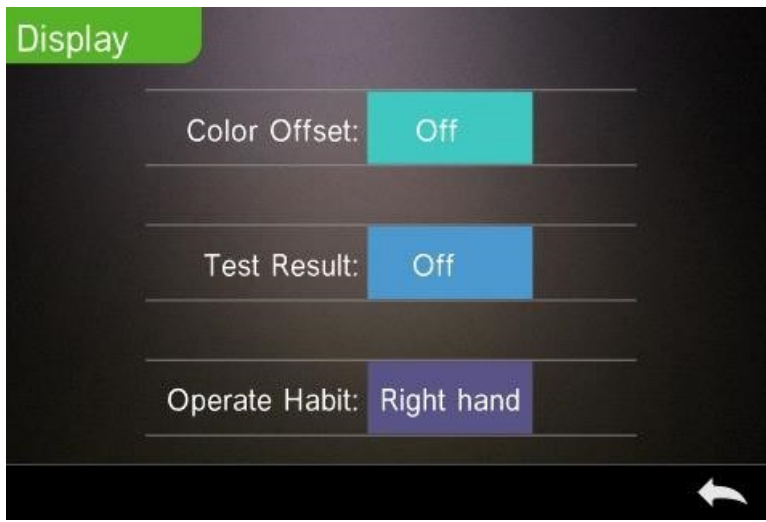 Display
Color Offset: Off
Test Result: Off
Operate Habit: Right hand